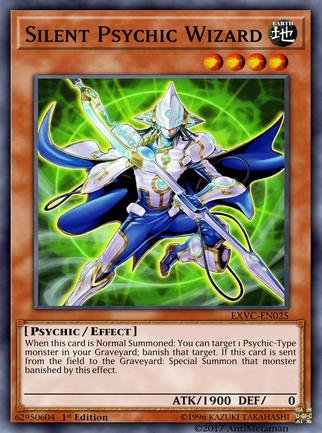 SILENT PSYCHIC WIZARD
EARTH
地
EXVC-EN025
[PSYCHIC / EFFECT]
When this card is Normal Summoned: You can target 1 Psychic-Type
monster in your Graveyard; banish that target. If this card is sent
from the field to the Graveyard: Special Summon that monster
banished by this effect.
ATK/1900 DEF/ 0
62950604 1st Edition ©1996 KAZUKI TAKAHASHI
©2017 AntiMetaman